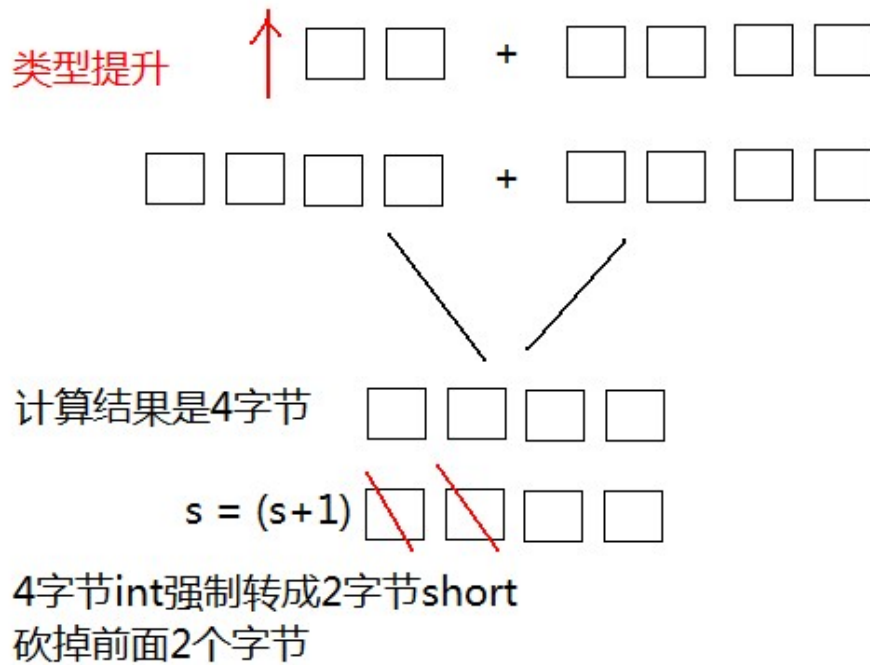 类型提升
+
+
计算结果是4字节
s = (s+1)
4字节int强制转成2字节short
砍掉前面2个字节